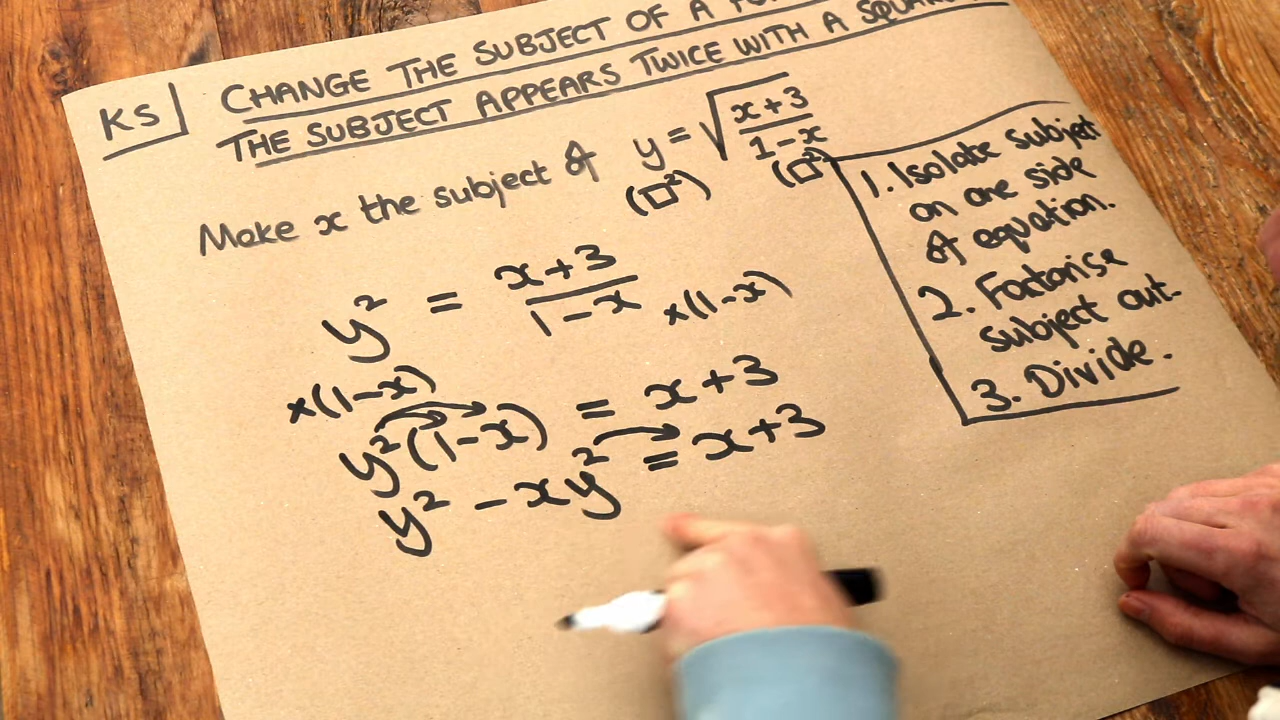 KS
CHANGE THE SUBJECT OF A
THE SUBJECT APPEARS TWICE WITH A
Make x the subject of y = √(x+3)/(1-x)
(□²) (□²)
y² = (x+3)/(1-x) ×(1-x)
×(1-x)
y²(1-x) = x+3
y² - xy² = x+3
1. Isolate subject
on one side
of equation.
2. Factorise
subject out.
3. Divide.